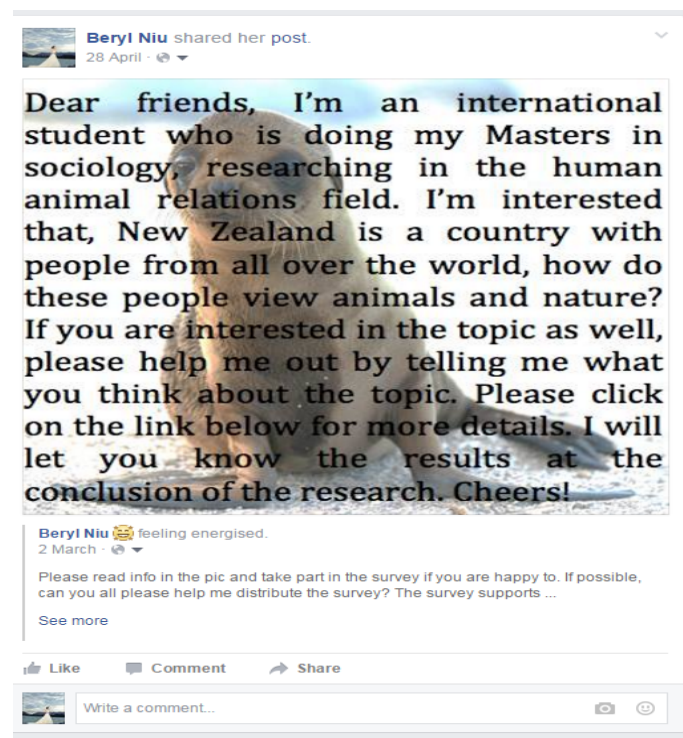 Beryl Niu shared her post.
28 April ·
Dear friends, I'm an international
student who is doing my Masters in
sociology, researching in the human
animal relations field. I'm interested
that, New Zealand is a country with
people from all over the world, how do
these people view animals and nature?
If you are interested in the topic as well,
please help me out by telling me what
you think about the topic. Please click
on the link below for more details. I will
let you know the results at the
conclusion of the research. Cheers!
Beryl Niu 😄 feeling energised.
2 March ·
Please read info in the pic and take part in the survey if you are happy to. If possible,
can you all please help me distribute the survey? The survey supports ...
See more
Like Comment Share
Write a comment...